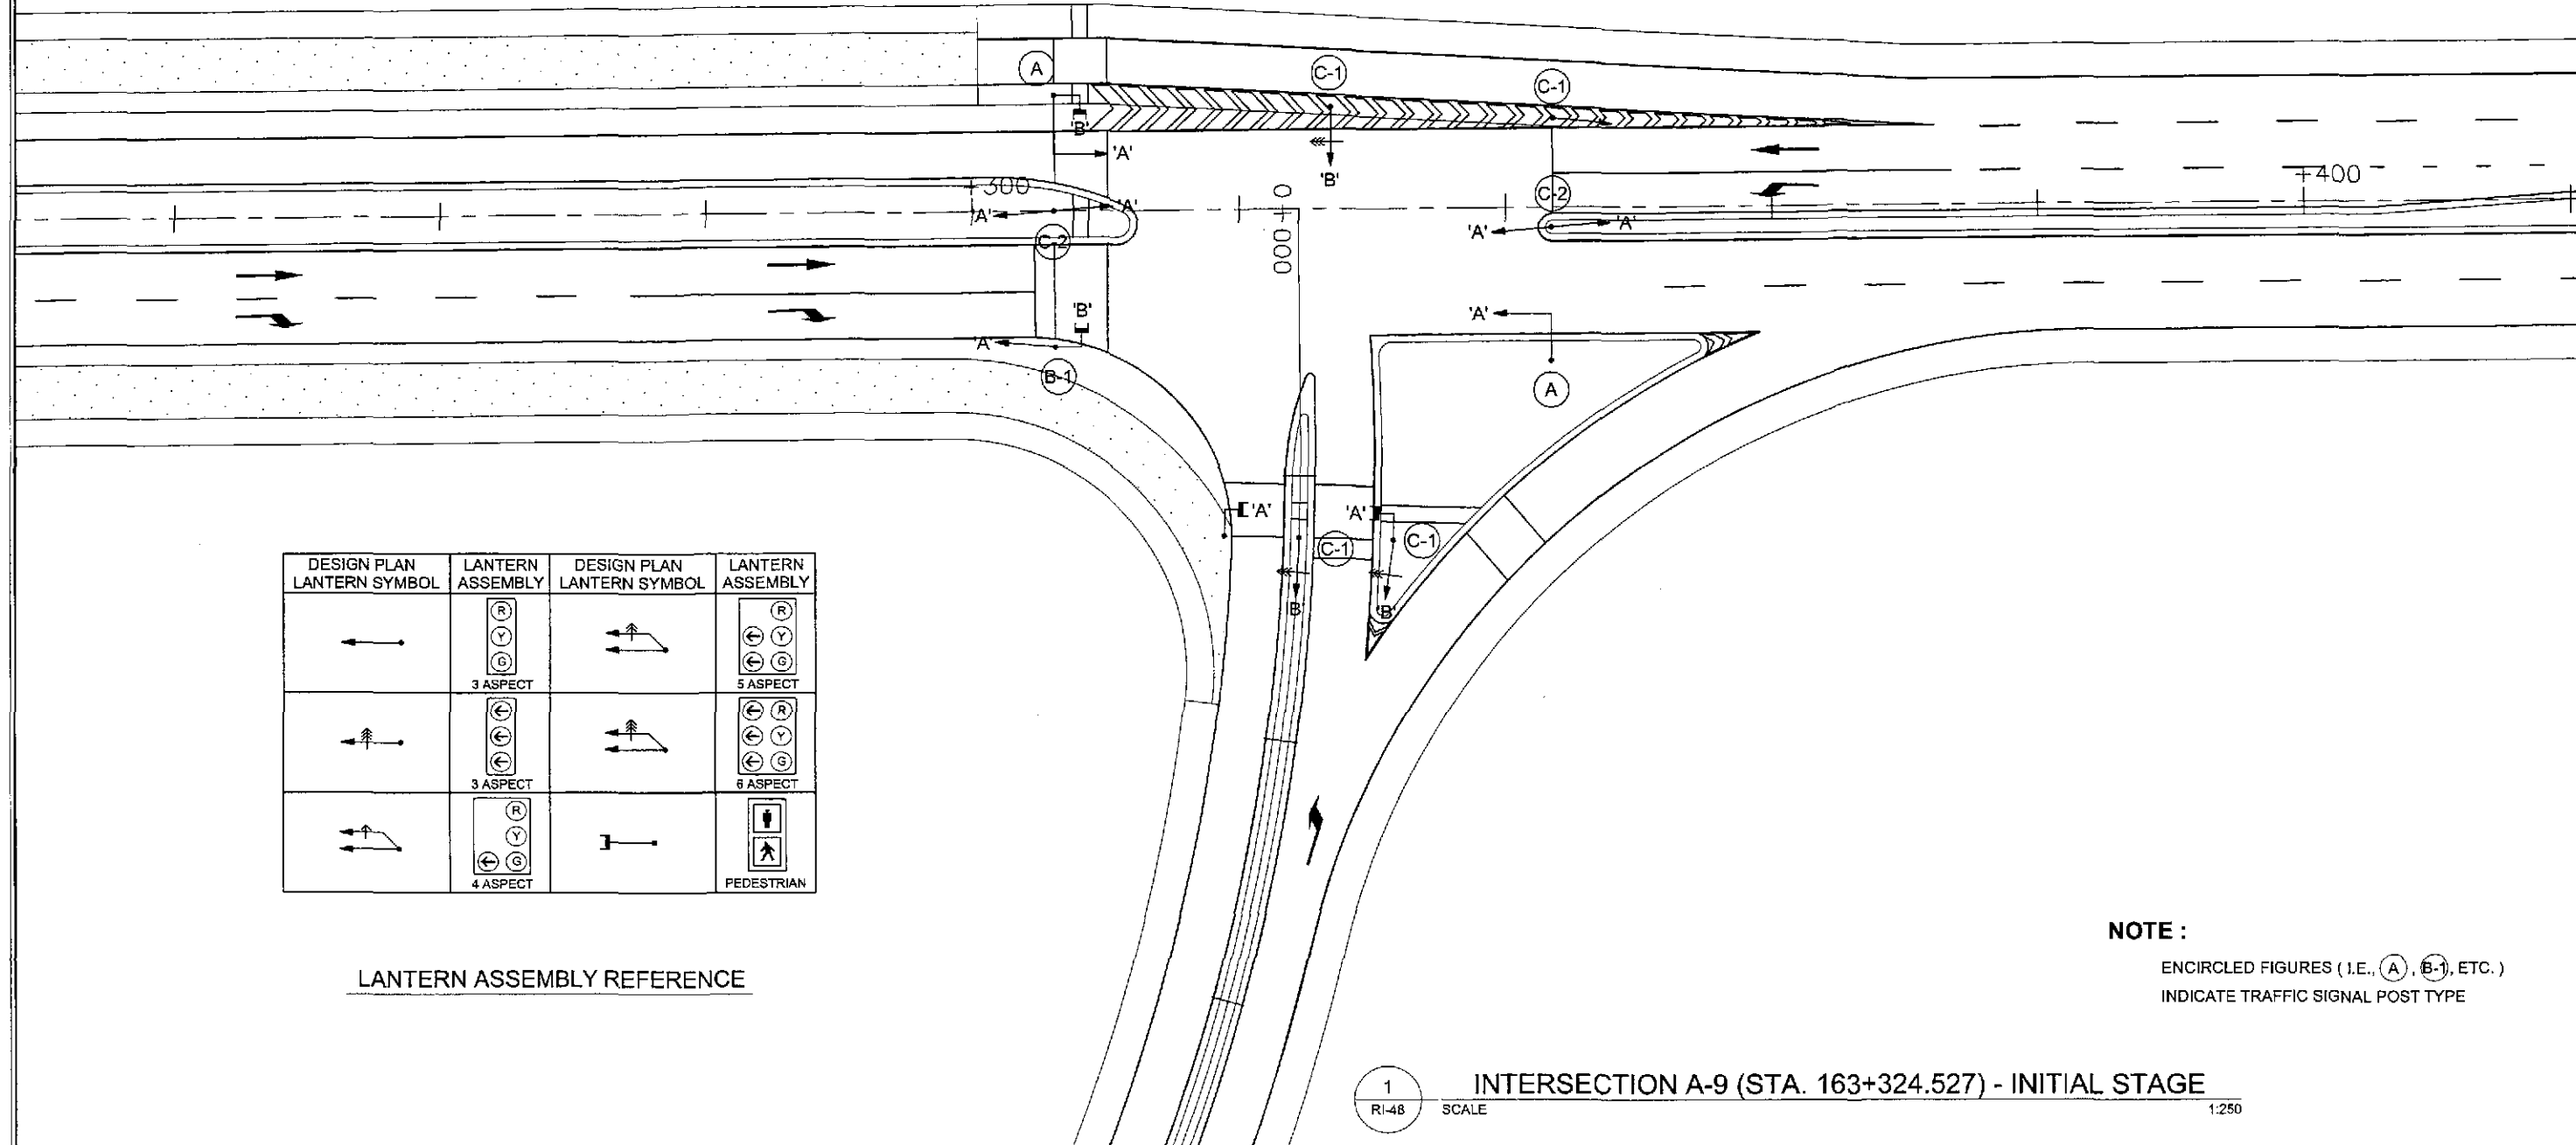 A
C-1
C-1
'B'
'A'
'B'
+300
+400
C-2
'A'
'A'
'A'
'A'
C-2
0+000
'B'
'A'
'A'
B-1
A
'A'
'A'
C-1
C-1
B'
'B'
DESIGN PLAN LANTERN SYMBOL
LANTERN ASSEMBLY
DESIGN PLAN LANTERN SYMBOL
LANTERN ASSEMBLY
R
Y
G
3 ASPECT
R
Y
G
5 ASPECT
3 ASPECT
R
Y
G
6 ASPECT
R
Y
G
4 ASPECT
PEDESTRIAN
LANTERN ASSEMBLY REFERENCE
NOTE :
ENCIRCLED FIGURES ( I.E., A , B-1, ETC. )
INDICATE TRAFFIC SIGNAL POST TYPE
1
RI-48
INTERSECTION A-9 (STA. 163+324.527) - INITIAL STAGE
SCALE 1:250